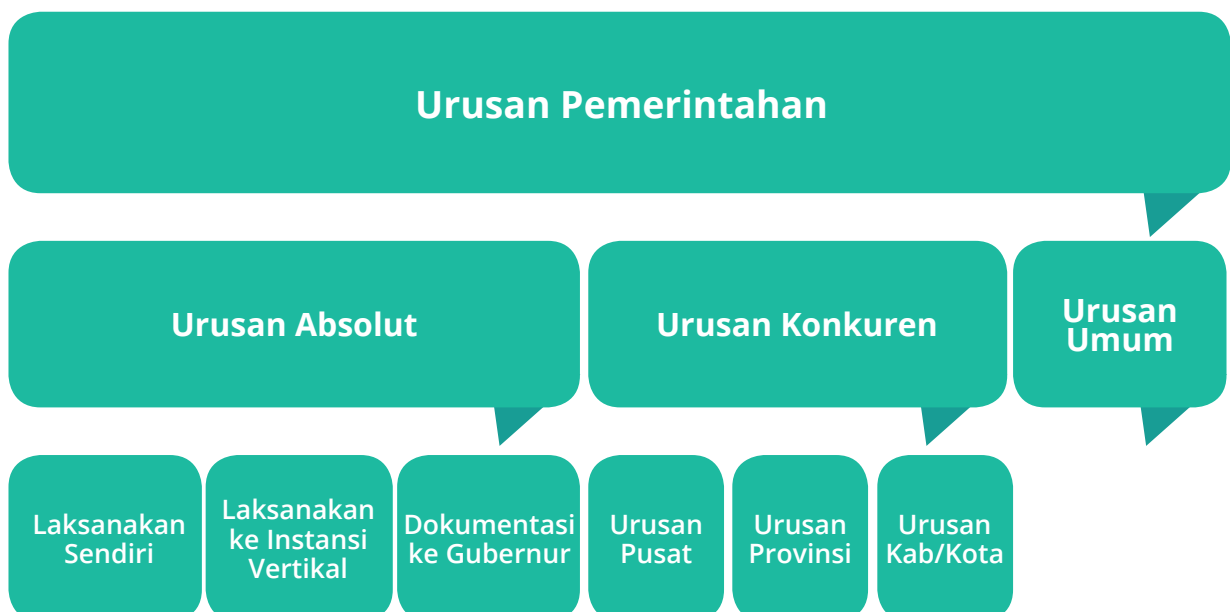 Urusan Pemerintahan
Urusan Absolut
Urusan Konkuren
Urusan
Umum
Laksanakan
Sendiri
Laksanakan
ke Instansi
Vertikal
Dokumentasi
ke Gubernur
Urusan
Pusat
Urusan
Provinsi
Urusan
Kab/Kota